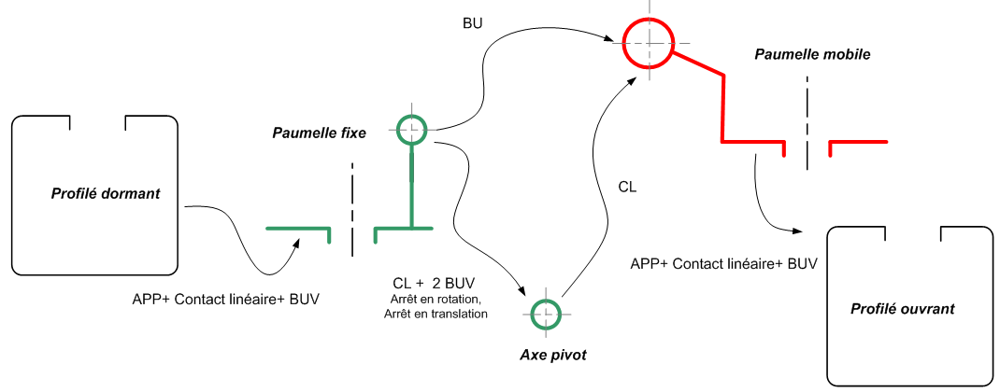 BU
Paumelle mobile
Paumelle fixe
Profilé dormant
CL
APP+ Contact linéaire+ BUV
CL + 2 BUV
Arrêt en rotation,
Arrêt en translation
APP+ Contact linéaire+ BUV
Profilé ouvrant
Axe pivot